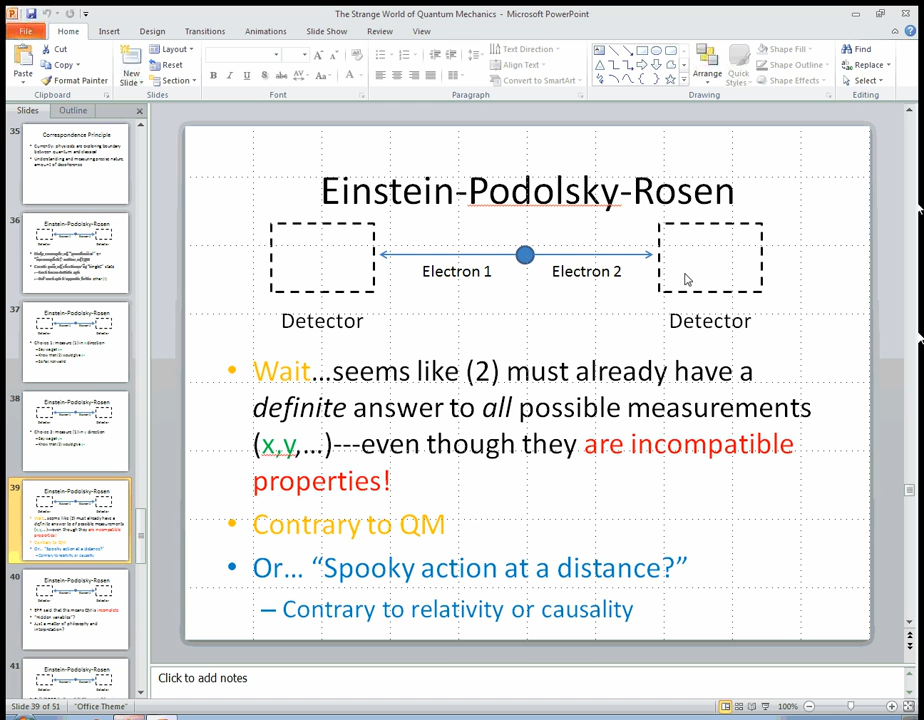 The Strange World of Quantum Mechanics - Microsoft PowerPoint
File Home Insert Design Transitions Animations Slide Show Review View
Cut
Copy
Format Painter
Paste
Clipboard
New
Slide
Layout
Reset
Section
Slides
Font
Text Direction
Align Text
Convert to SmartArt
Paragraph
Arrange
Quick
Styles
Shape Fill
Shape Outline
Shape Effects
Drawing
Find
Replace
Select
Editing
Slides Outline
35
Correspondence Principle
36
Einstein-Podolsky-Rosen
37
Einstein-Podolsky-Rosen
38
Einstein-Podolsky-Rosen
39
Einstein-Podolsky-Rosen
40
Einstein-Podolsky-Rosen
41
Einstein-Podolsky-Rosen
Einstein-Podolsky-Rosen
Electron 1 Electron 2
Detector Detector
• Wait...seems like (2) must already have a
definite answer to all possible measurements
(x,y,...)---even though they are incompatible
properties!
• Contrary to QM
• Or... “Spooky action at a distance?”
– Contrary to relativity or causality
Click to add notes
Slide 39 of 51 "Office Theme" 100%